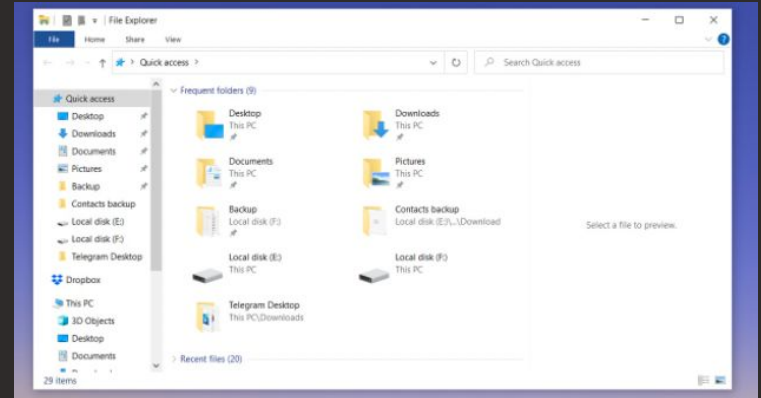 File Explorer
File Home Share View
Quick access
Search Quick access
Quick access
Desktop
Downloads
Documents
Pictures
Backup
Contacts backup
Local disk (E:)
Local disk (F:)
Telegram Desktop
Dropbox
This PC
3D Objects
Desktop
Documents
Frequent folders (9)
Desktop
This PC
Downloads
This PC
Documents
This PC
Pictures
This PC
Backup
Local disk (F:)
Contacts backup
Local disk (E:)\...\Download
Local disk (E:)
This PC
Local disk (F:)
This PC
Telegram Desktop
This PC\Downloads
Recent files (20)
Select a file to preview.
29 items